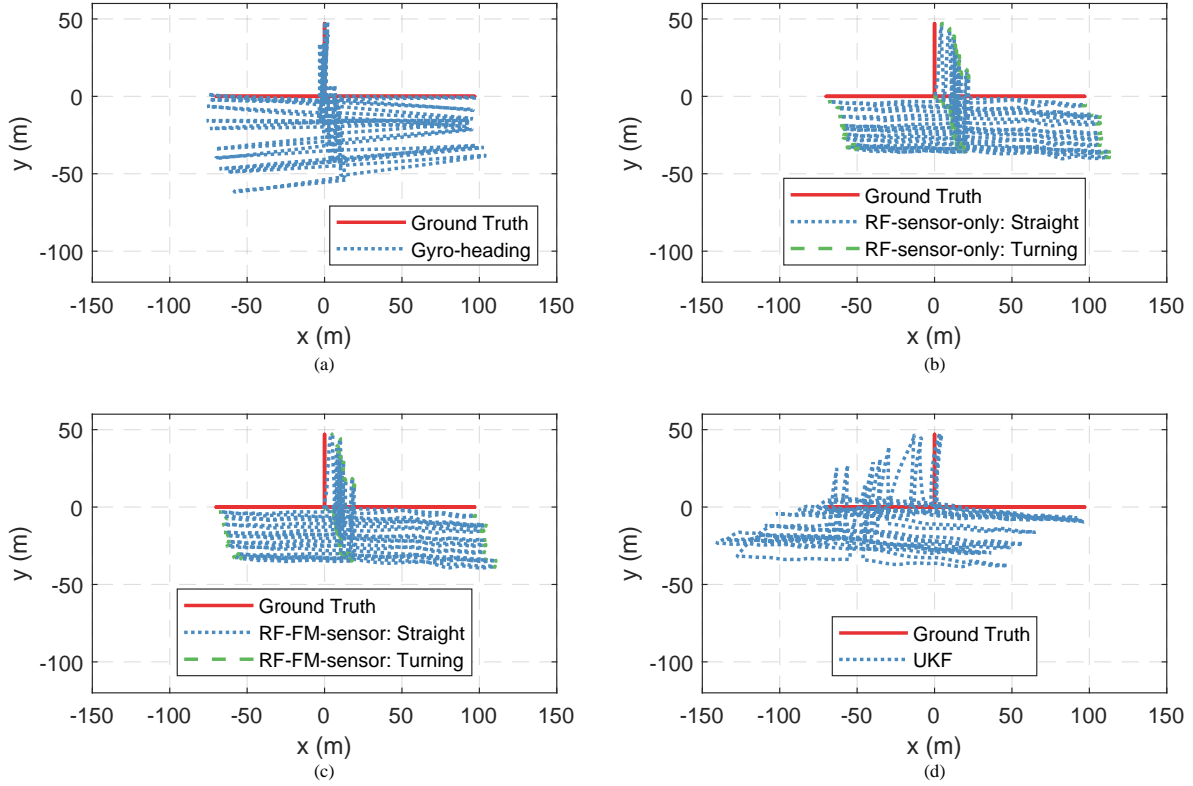 50
0
-50
-100
y (m)
-150 -100 -50 0 50 100 150
x (m)
Ground Truth
Gyro-heading
(a)
50
0
-50
-100
y (m)
-150 -100 -50 0 50 100 150
x (m)
Ground Truth
RF-sensor-only: Straight
RF-sensor-only: Turning
(b)
50
0
-50
-100
y (m)
-150 -100 -50 0 50 100 150
x (m)
Ground Truth
RF-FM-sensor: Straight
RF-FM-sensor: Turning
(c)
50
0
-50
-100
y (m)
-150 -100 -50 0 50 100 150
x (m)
Ground Truth
UKF
(d)